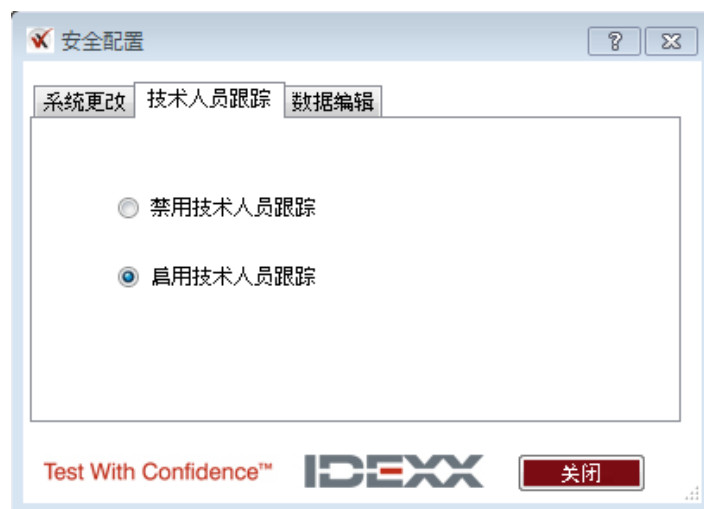 安全配置
系统更改 技术人员跟踪 数据编辑
禁用技术人员跟踪
启用技术人员跟踪
Test With Confidence™ IDEXX 关闭